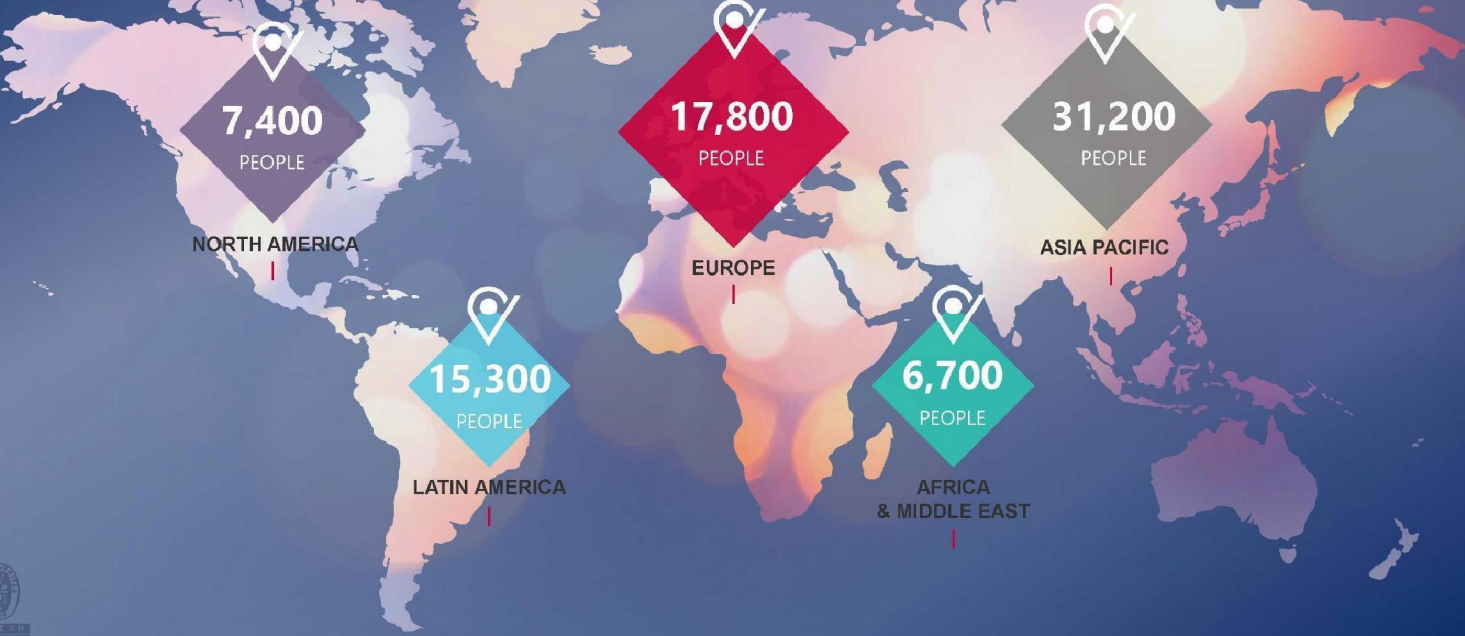 7,400
PEOPLE
NORTH AMERICA
17,800
PEOPLE
EUROPE
31,200
PEOPLE
ASIA PACIFIC
15,300
PEOPLE
LATIN AMERICA
6,700
PEOPLE
AFRICA
& MIDDLE EAST